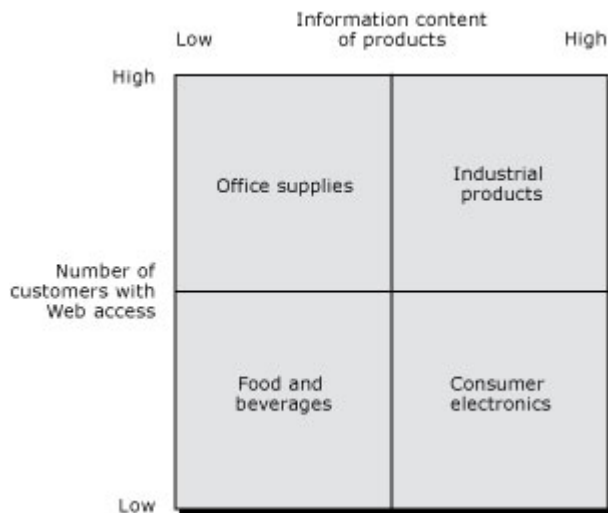 Information content
of products
Low
High
High
Office supplies
Industrial
products
Number of
customers with
Web access
Food and
beverages
Consumer
electronics
Low